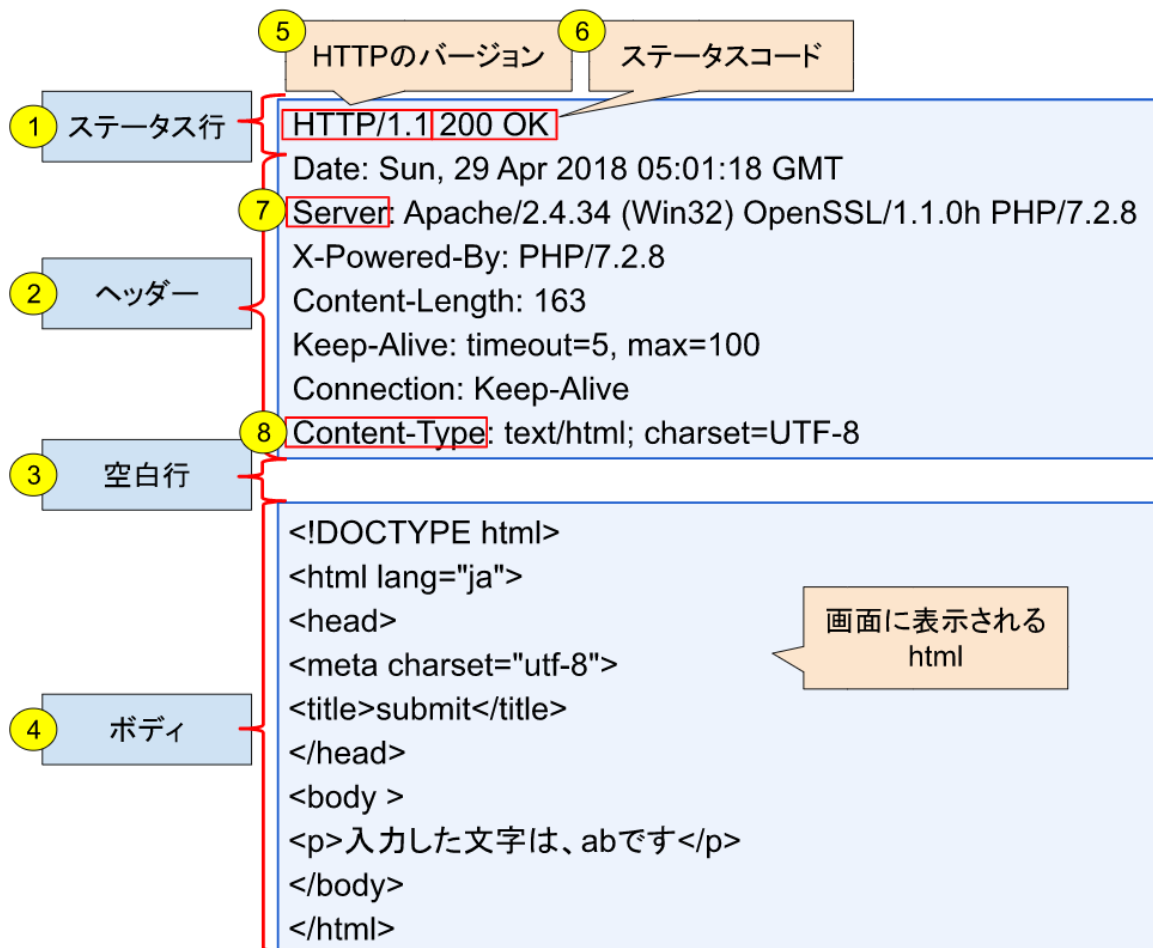 5
HTTPのバージョン
6
ステータスコード
1
ステータス行
HTTP/1.1 200 OK
Date: Sun, 29 Apr 2018 05:01:18 GMT
7
Server: Apache/2.4.34 (Win32) OpenSSL/1.1.0h PHP/7.2.8
X-Powered-By: PHP/7.2.8
2
ヘッダー
Content-Length: 163
Keep-Alive: timeout=5, max=100
Connection: Keep-Alive
8
Content-Type: text/html; charset=UTF-8
3
空白行
<!DOCTYPE html>
<html lang="ja">
<head>
画面に表示される
html
<meta charset="utf-8">
<title>submit</title>
4
ボディ
</head>
<body >
<p>入力した文字は、abです</p>
</body>
</html>